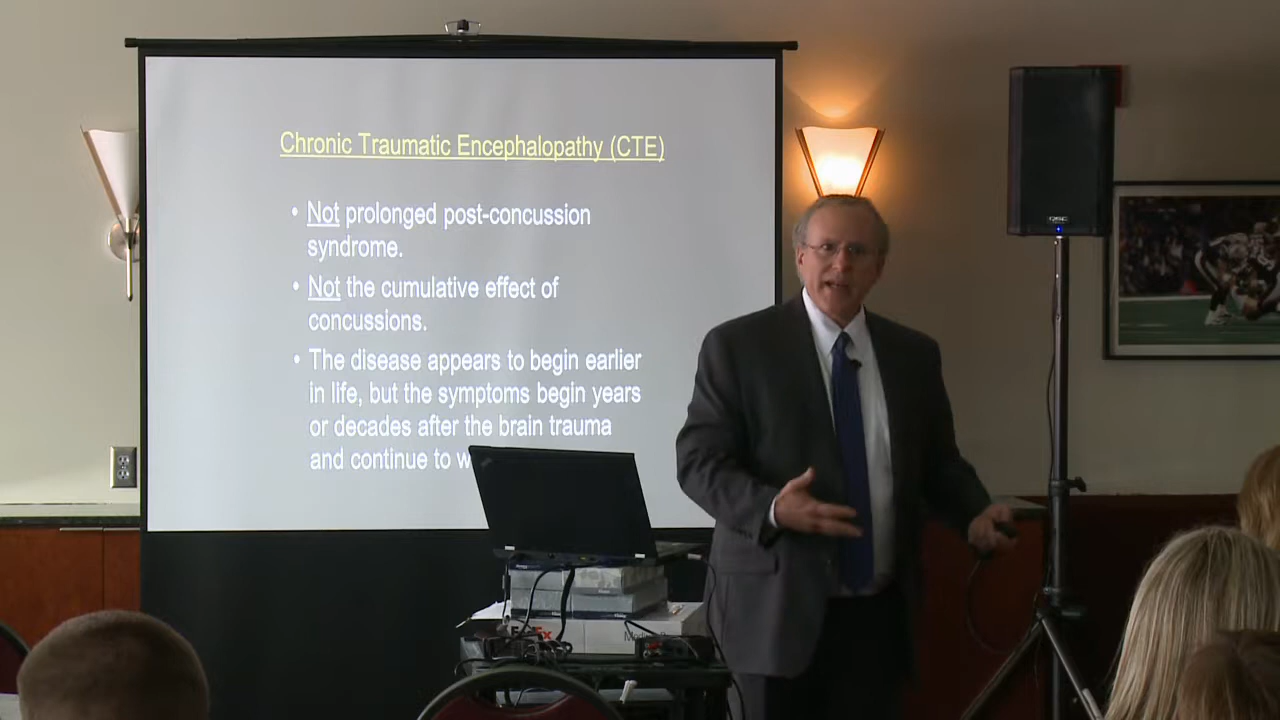 Chronic Traumatic Encephalopathy (CTE)
• Not prolonged post-concussion
syndrome.
• Not the cumulative effect of
concussions.
• The disease appears to begin earlier
in life, but the symptoms begin years
or decades after the brain trauma
and continue to
QSC